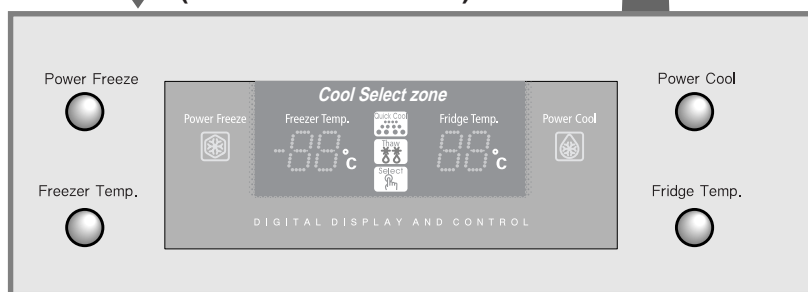 Power Freeze
Power Cool
Cool Select zone
Power Freeze
Freezer Temp.
Quick Cool
Fridge Temp.
Power Cool
-88°C
Thaw
88°C
Select
Freezer Temp.
Fridge Temp.
DIGITAL DISPLAY AND CONTROL